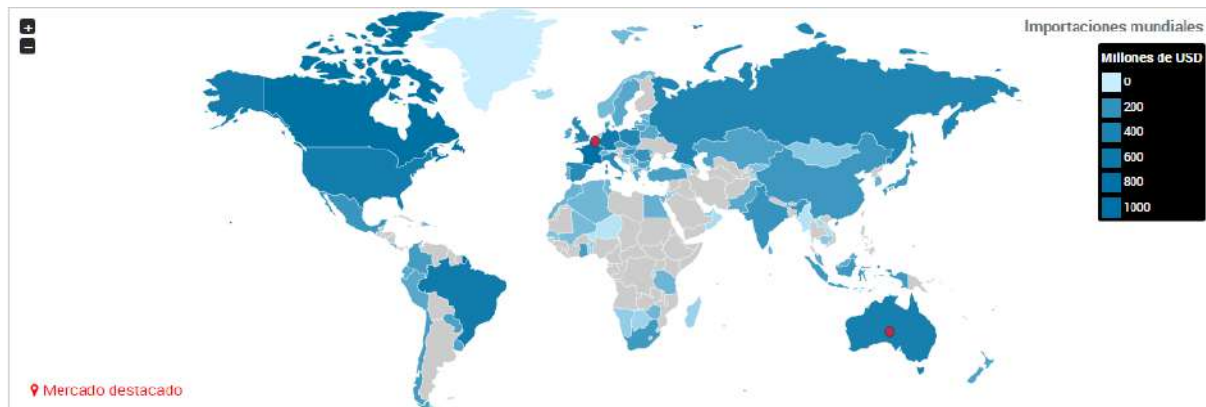 +
−
Importaciones mundiales
Millones de USD
0
200
400
600
800
1000
Mercado destacado